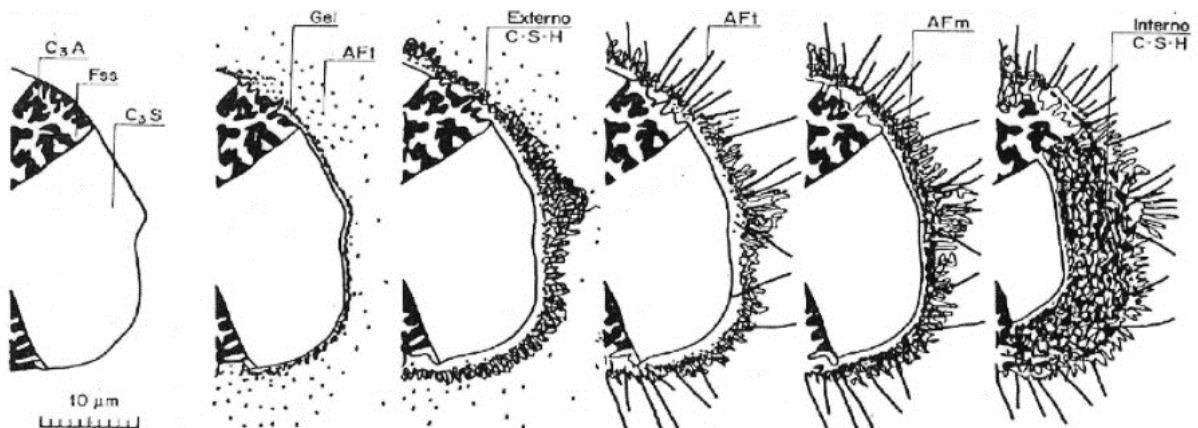 C₃A
Fss
C₃S
10 μm
Gel
AFt
Externo
C-S-H
AFt
AFm
Interno
C-S-H